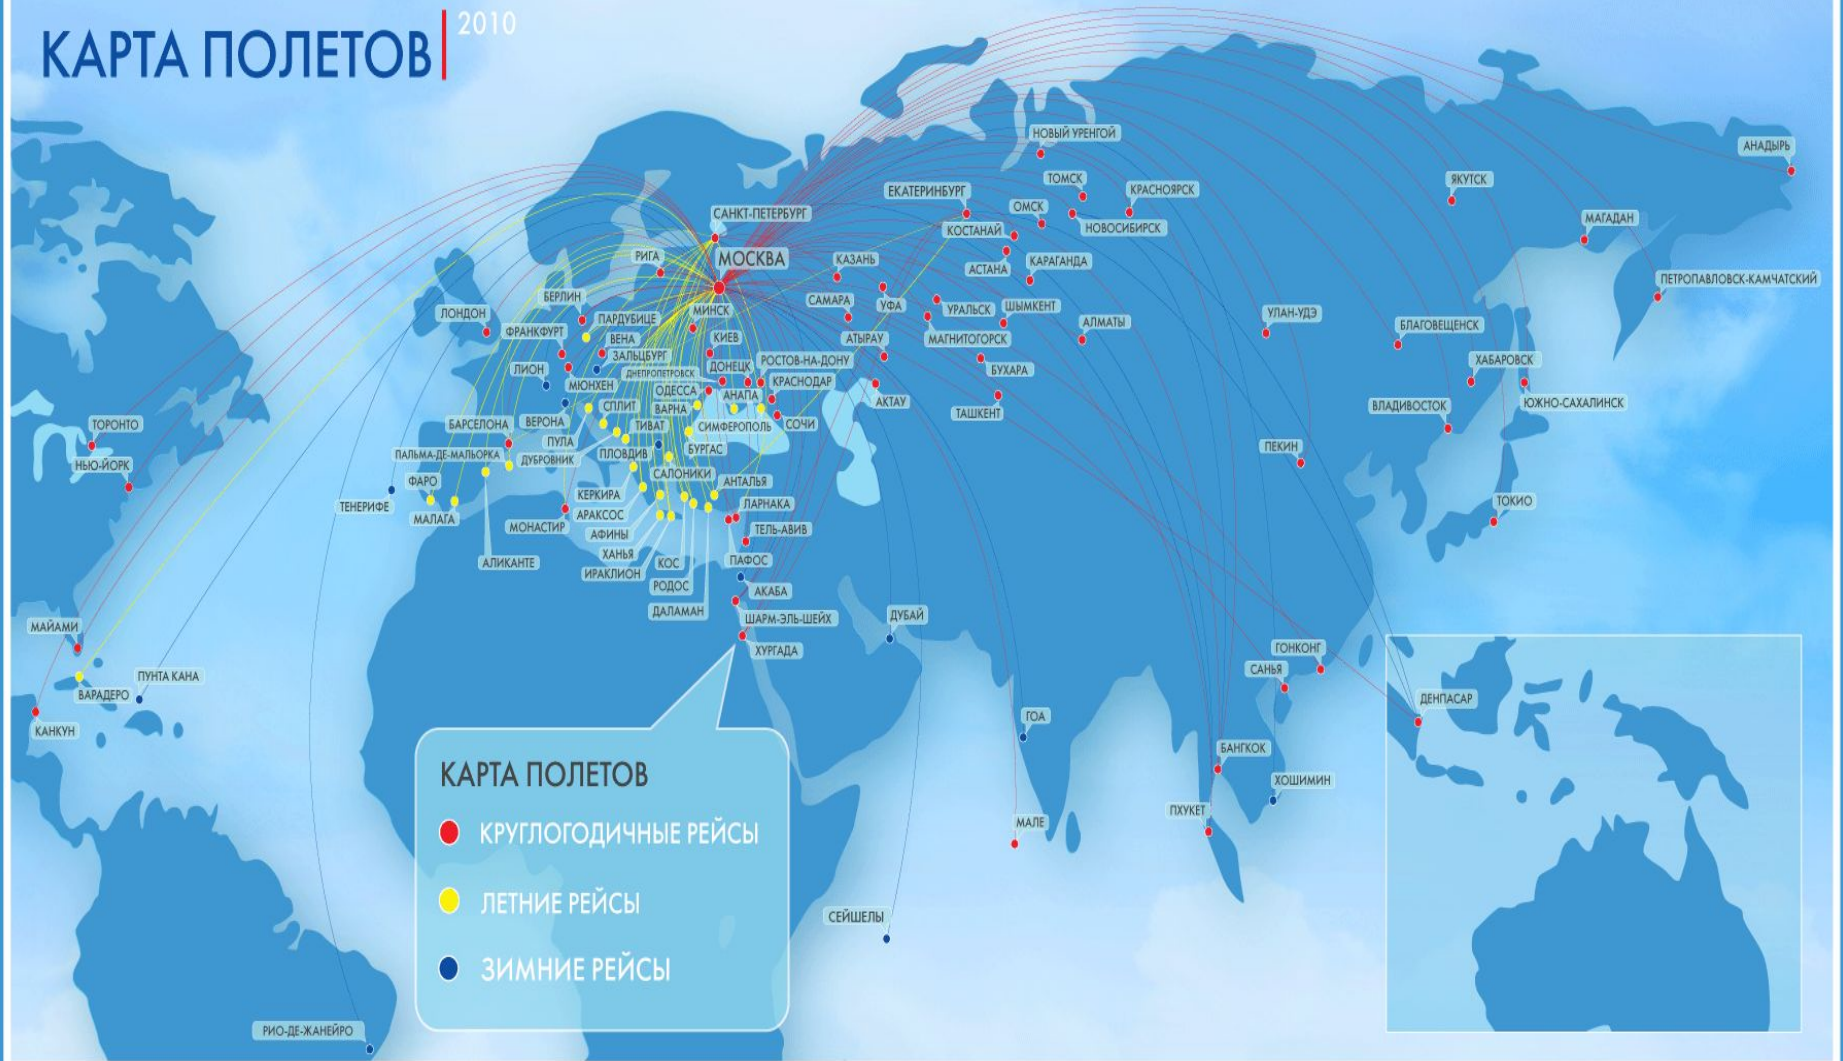 КАРТА ПОЛЕТОВ
2010
НОВЫЙ УРЕНГОЙ
АНАДЫРЬ
ТОМСК
ЯКУТСК
ЕКАТЕРИНБУРГ
КРАСНОЯРСК
ОМСК
САНКТ-ПЕТЕРБУРГ
МАГАДАН
КОСТАНАЙ
НОВОСИБИРСК
РИГА
МОСКВА
КАЗАНЬ
АСТАНА
КАРАГАНДА
ПЕТРОПАВЛОВСК-КАМЧАТСКИЙ
БЕРЛИН
САМАРА
УФА
УРАЛЬСК
ШЫМКЕНТ
ЛОНДОН
ПАРДУБИЦЕ
МИНСК
УЛАН-УДЭ
АЛМАТЫ
БЛАГОВЕЩЕНСК
ФРАНКФУРТ
ВЕНА
КИЕВ
АТЫРАУ
МАГНИТОГОРСК
ЗАЛЬЦБУРГ
РОСТОВ-НА-ДОНУ
ХАБАРОВСК
ЛИОН
ДНЕПРОПЕТРОВСК
ДОНЕЦК
БУХАРА
МЮНХЕН
КРАСНОДАР
ОДЕССА
АНАПА
АКТАУ
ЮЖНО-САХАЛИНСК
СПЛИТ
ВАРНА
ТАШКЕНТ
ВЛАДИВОСТОК
ТОРОНТО
БАРСЕЛОНА
ВЕРОНА
ТИВАТ
СИМФЕРОПОЛЬ
СОЧИ
ПУЛА
ПЕКИН
БУРГАС
ПАЛЬМА-ДЕ-МАЛЬОРКА
ДУБРОВНИК
ПЛОВДИВ
НЬЮ-ЙОРК
САЛОНИКИ
ФАРО
АНТАЛЬЯ
КЕРКИРА
ТОКИО
ТЕНЕРИФЕ
ЛАРНАКА
МАЛАГА
АРАКСОС
МОНАСТИР
ТЕЛЬ-АВИВ
АФИНЫ
ХАНЬЯ
АЛИКАНТЕ
КОС
ПАФОС
ИРАКЛИОН
РОДОС
АКАБА
ДАЛАМАН
ШАРМ-ЭЛЬ-ШЕЙХ
ДУБАЙ
МАЙАМИ
ХУРГАДА
ГОНКОНГ
САНЬЯ
ПУНТА КАНА
ВАРАДЕРО
ДЕНПАСАР
ГОА
КАНКУН
БАНГКОК
ХОШИМИН
ПХУКЕТ
МАЛЕ
СЕЙШЕЛЫ
РИО-ДЕ-ЖАНЕЙРО
КАРТА ПОЛЕТОВ
КРУГЛОГОДИЧНЫЕ РЕЙСЫ
ЛЕТНИЕ РЕЙСЫ
ЗИМНИЕ РЕЙСЫ